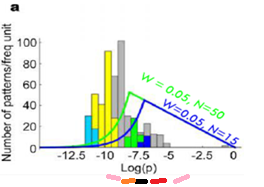 a
Number of patterns/freq unit
100
80
60
40
20
0
W = 0.05, N=50
W=0.05, N=15
-12.5 -10 -7.5 -5 -2.5 0
Log(p)